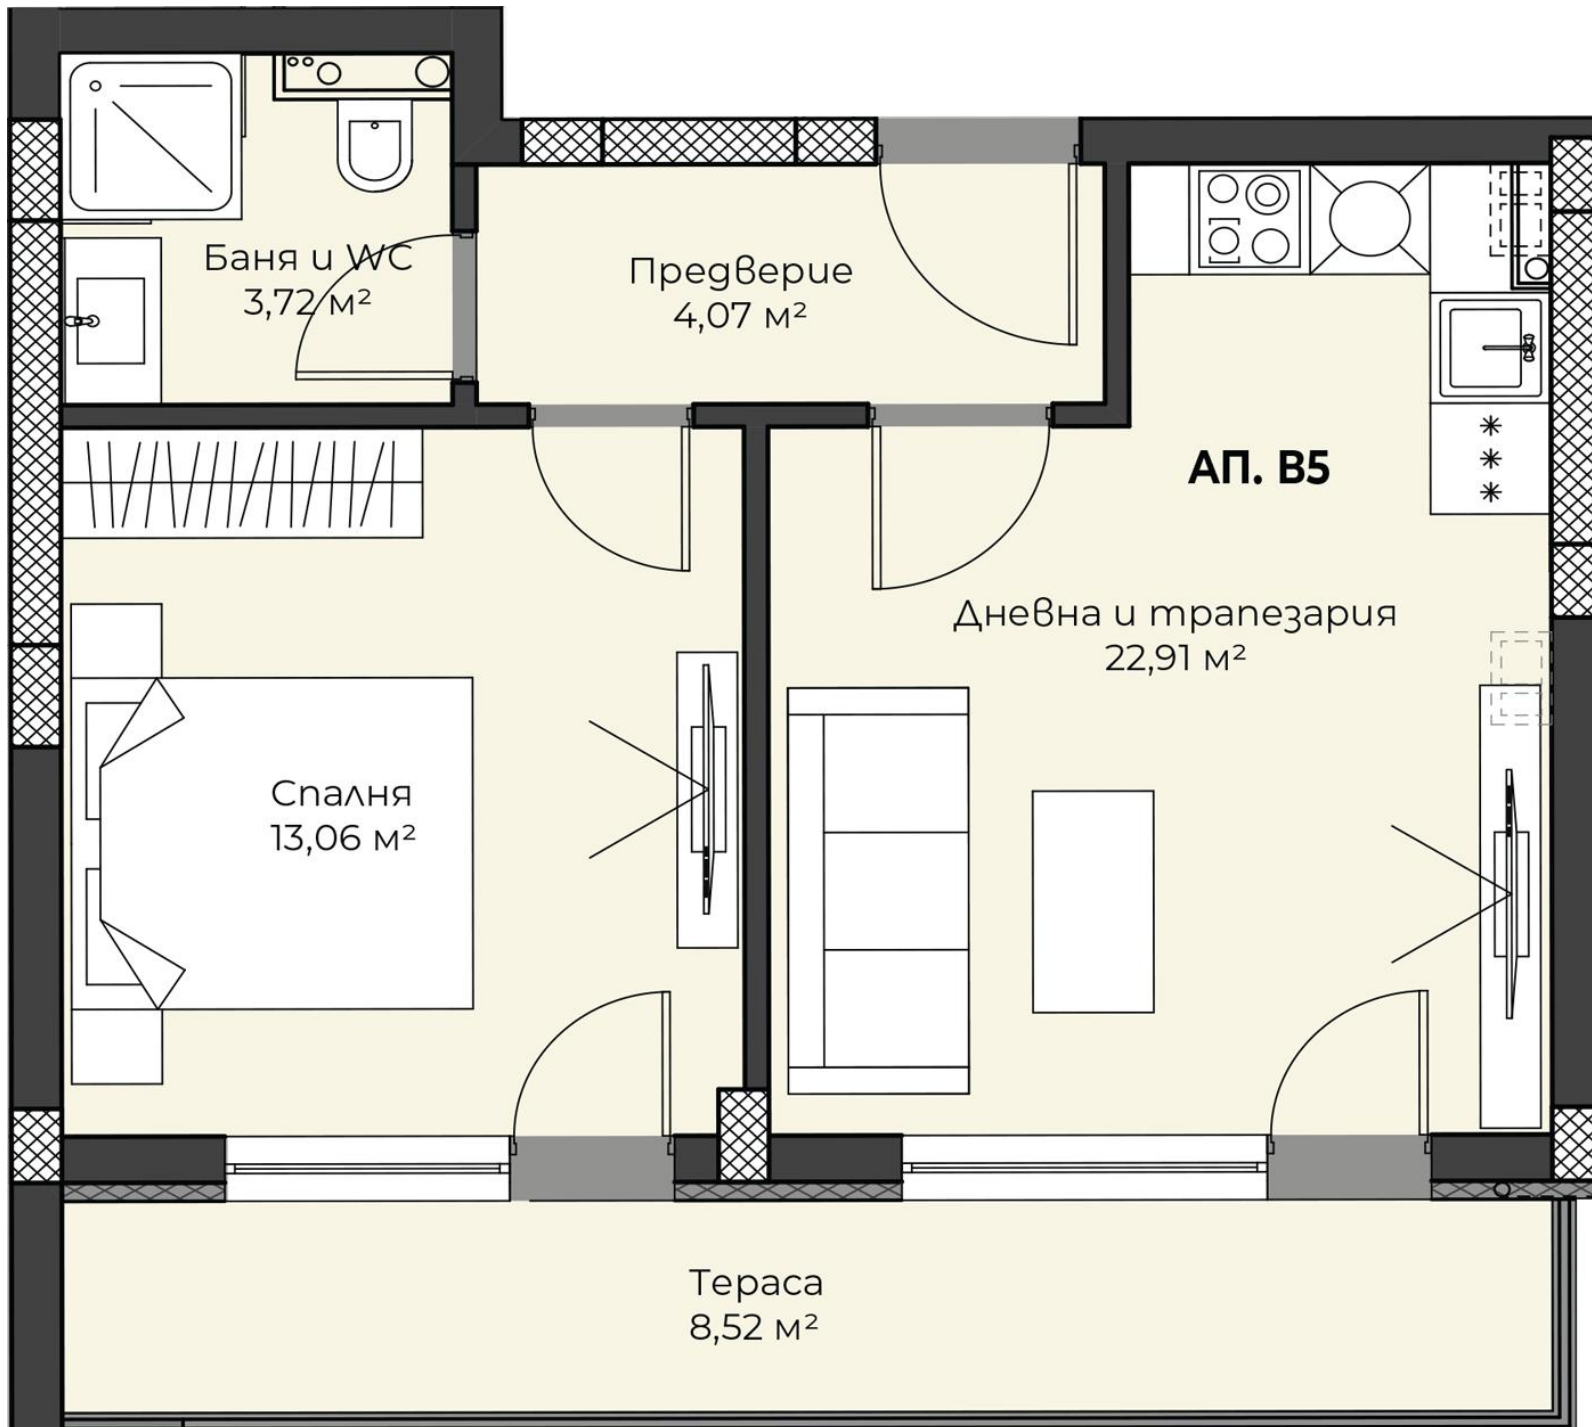 Баня и WC
3,72 м²
Предверие
4,07 м²
АП. В5
Дневна и трапезария
22,91 м²
Спалня
13,06 м²
Тераса
8,52 м²